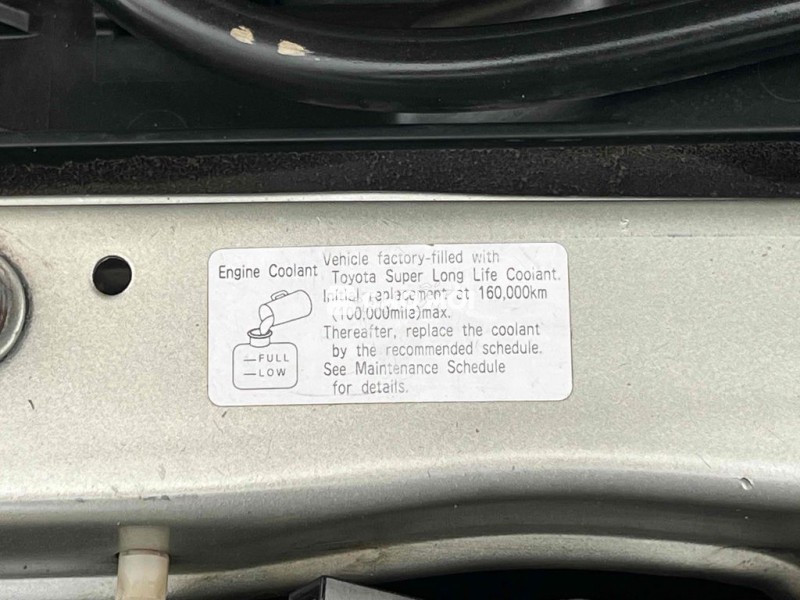 Engine Coolant
FULL
LOW
Vehicle factory-filled with
Toyota Super Long Life Coolant.
Initial replacement at 160,000km
(100,000mile)max.
Thereafter, replace the coolant
by the recommended schedule.
See Maintenance Schedule
for details.